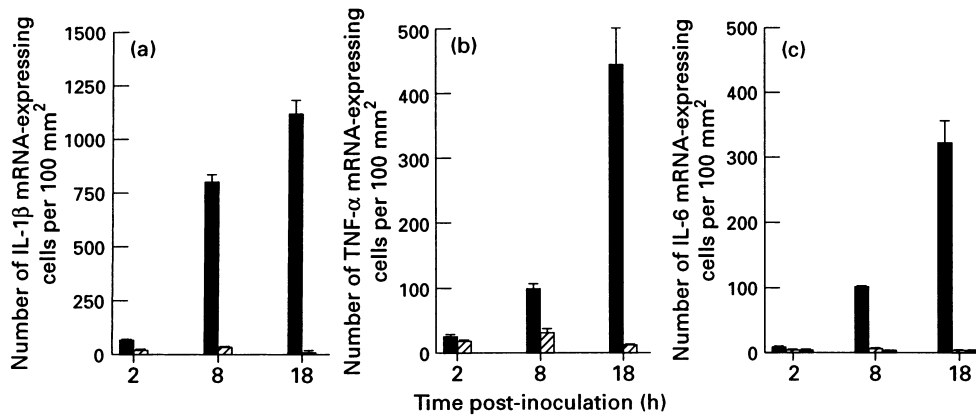 Number of IL-1β mRNA-expressing
cells per 100 mm²
(a)
1500
1250
1000
750
500
250
0
2
8
18
Number of TNF-α mRNA-expressing
cells per 100 mm²
(b)
500
400
300
200
100
0
2
8
18
Number of IL-6 mRNA-expressing
cells per 100 mm²
(c)
500
400
300
200
100
0
2
8
18
Time post-inoculation (h)